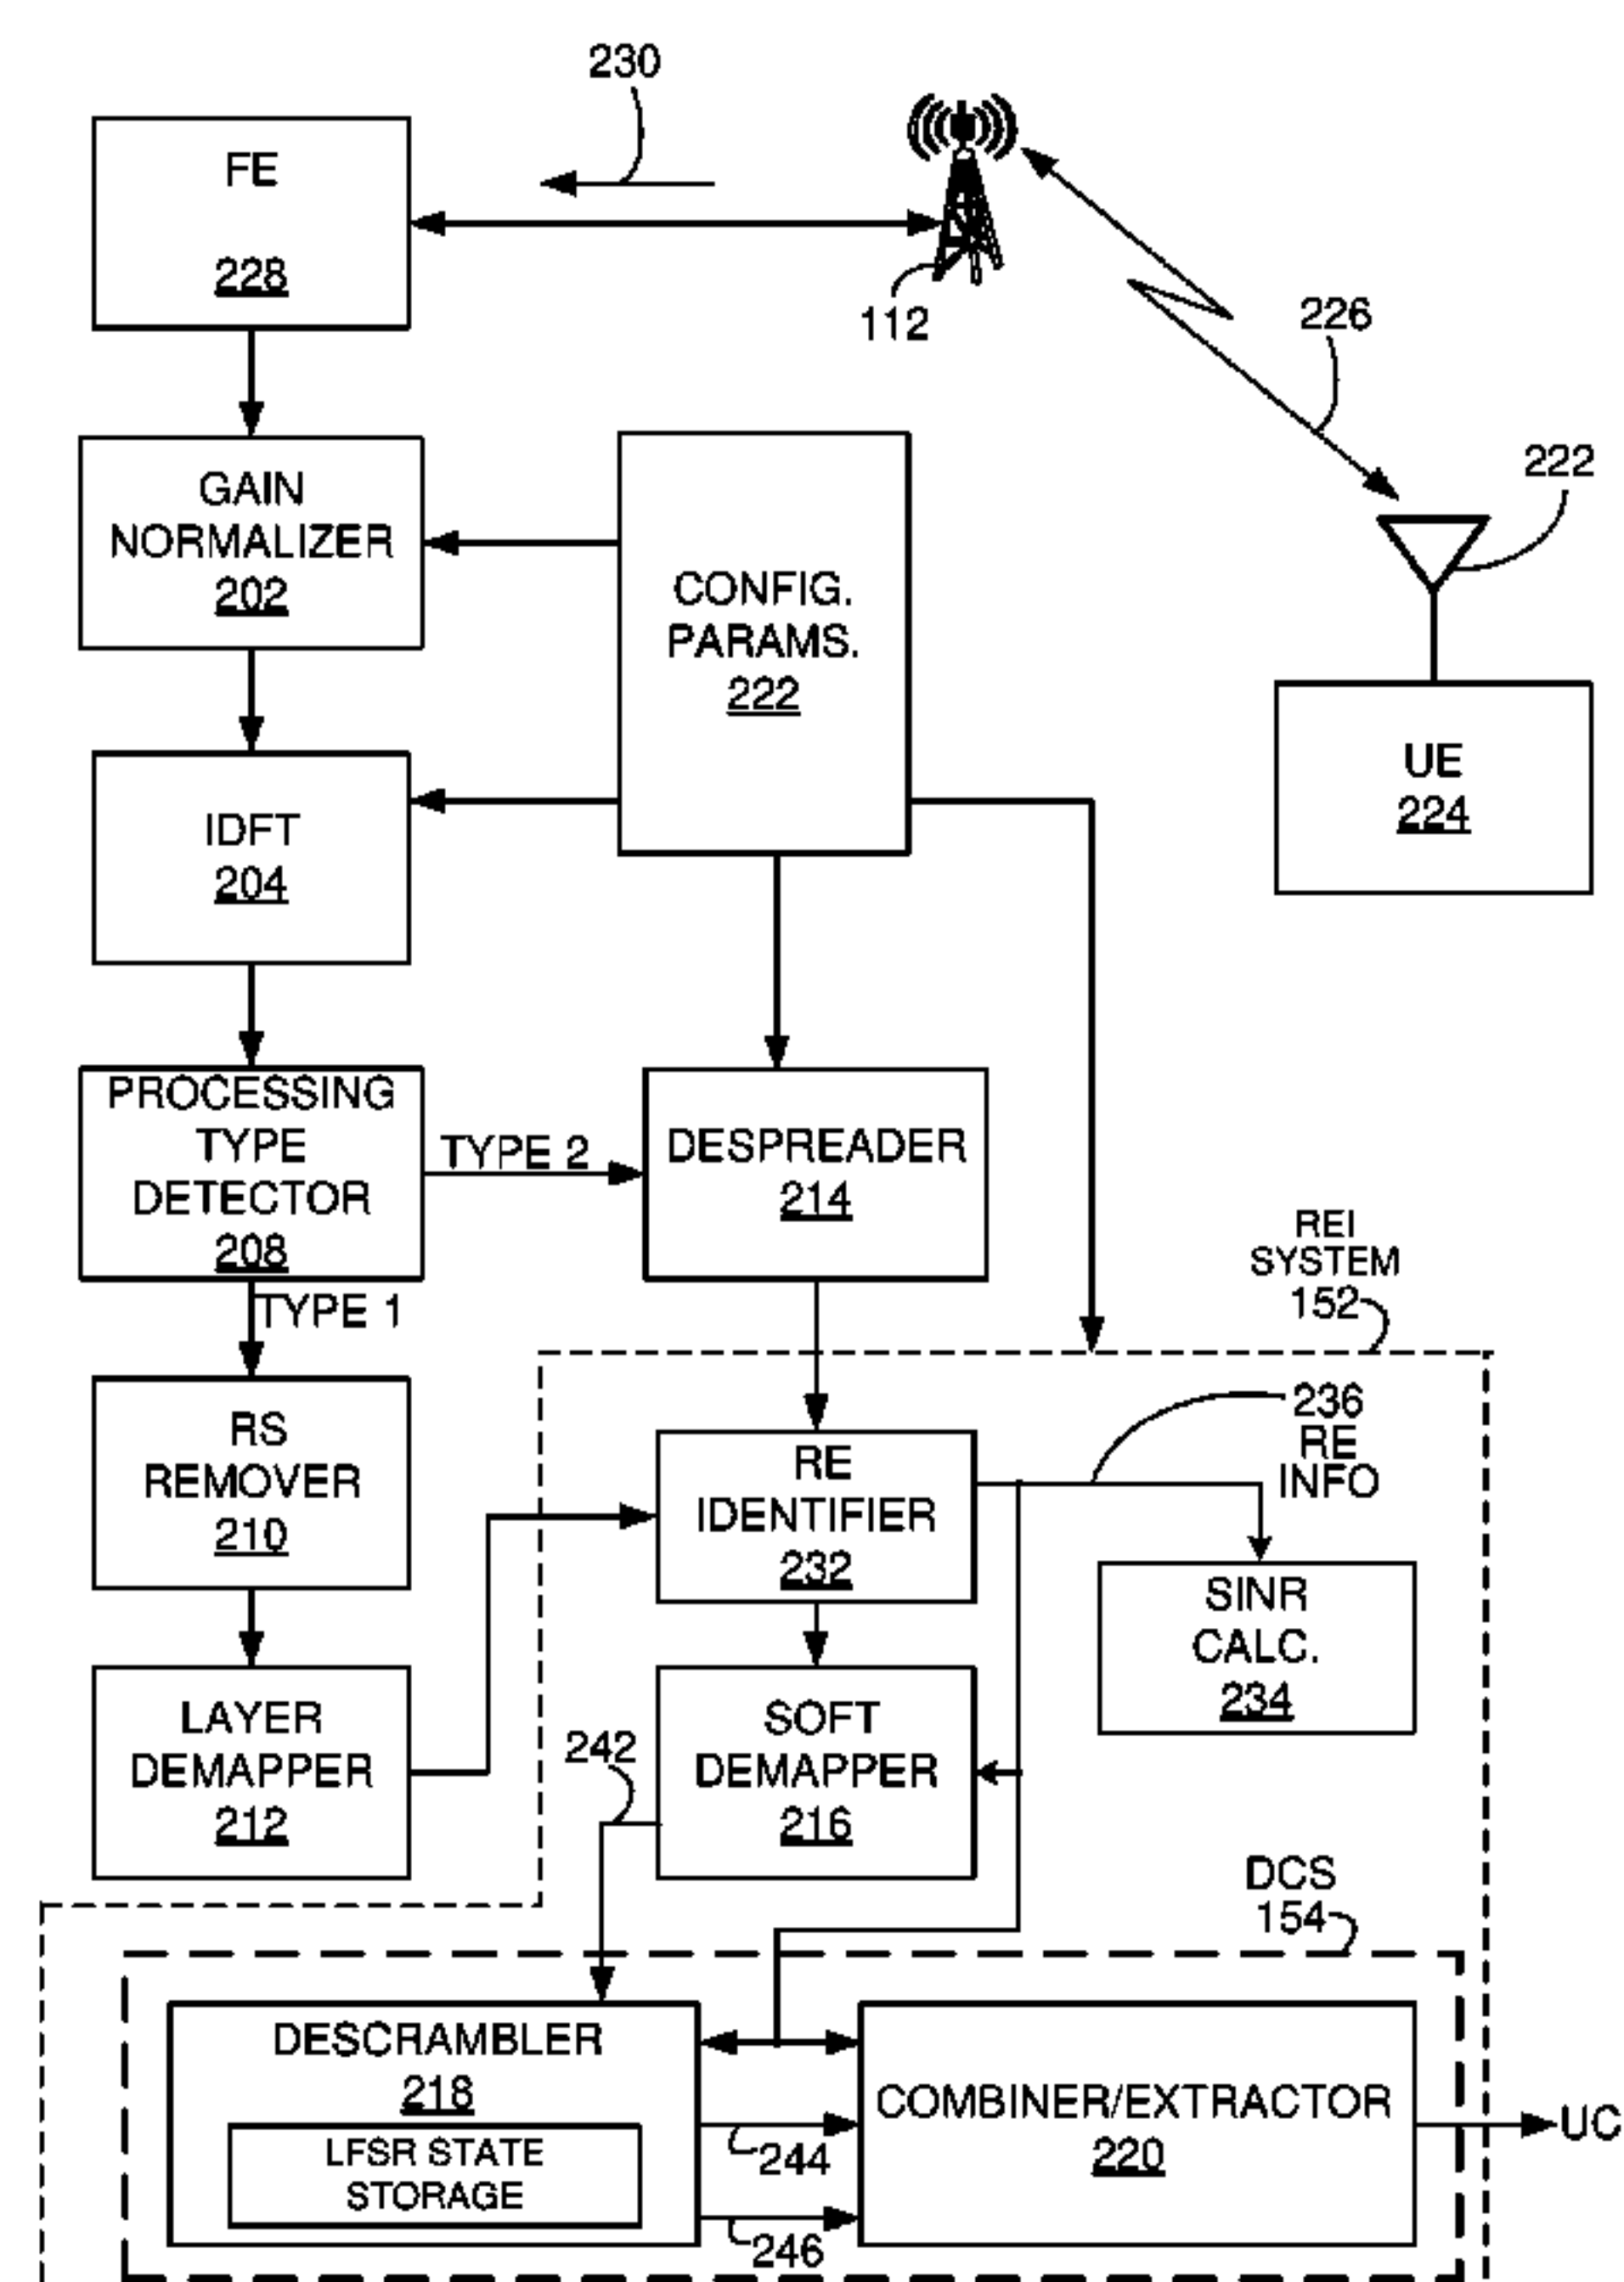 230
FE
228
112
226
GAIN
NORMALIZER
202
CONFIG.
PARAMS.
222
222
UE
224
IDFT
204
PROCESSING
TYPE
DETECTOR
208
TYPE 2
DESPREADER
214
TYPE 1
REI
SYSTEM
152
RS
REMOVER
210
RE
IDENTIFIER
232
236
RE
INFO
SINR
CALC.
234
LAYER
DEMAPPER
212
242
SOFT
DEMAPPER
216
DCS
154
DESCRAMBLER
218
LFSR STATE
STORAGE
COMBINER/EXTRACTOR
220
244
246
UC